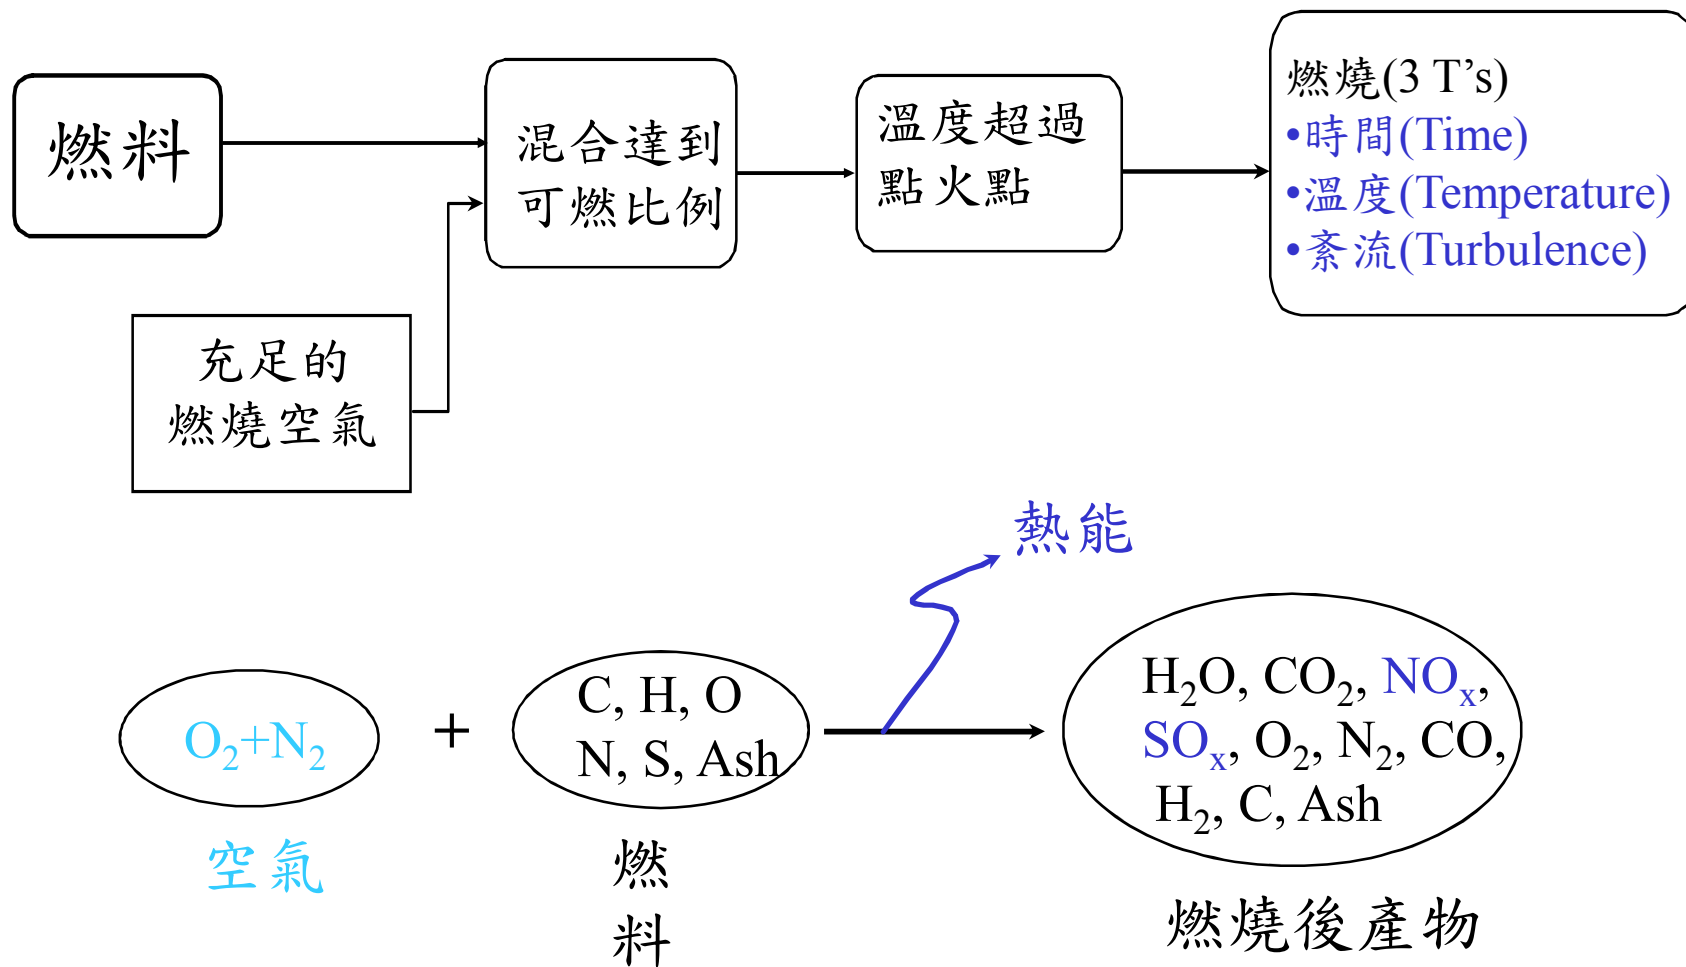 燃料
混合達到
可燃比例
溫度超過
點火點
燃燒(3 T’s)
•時間(Time)
•溫度(Temperature)
•紊流(Turbulence)
充足的
燃燒空氣
熱能
O₂+N₂
+
C, H, O
N, S, Ash
H₂O, CO₂, NOₓ,
SOₓ, O₂, N₂, CO,
H₂, C, Ash
空氣
燃
料
燃燒後產物